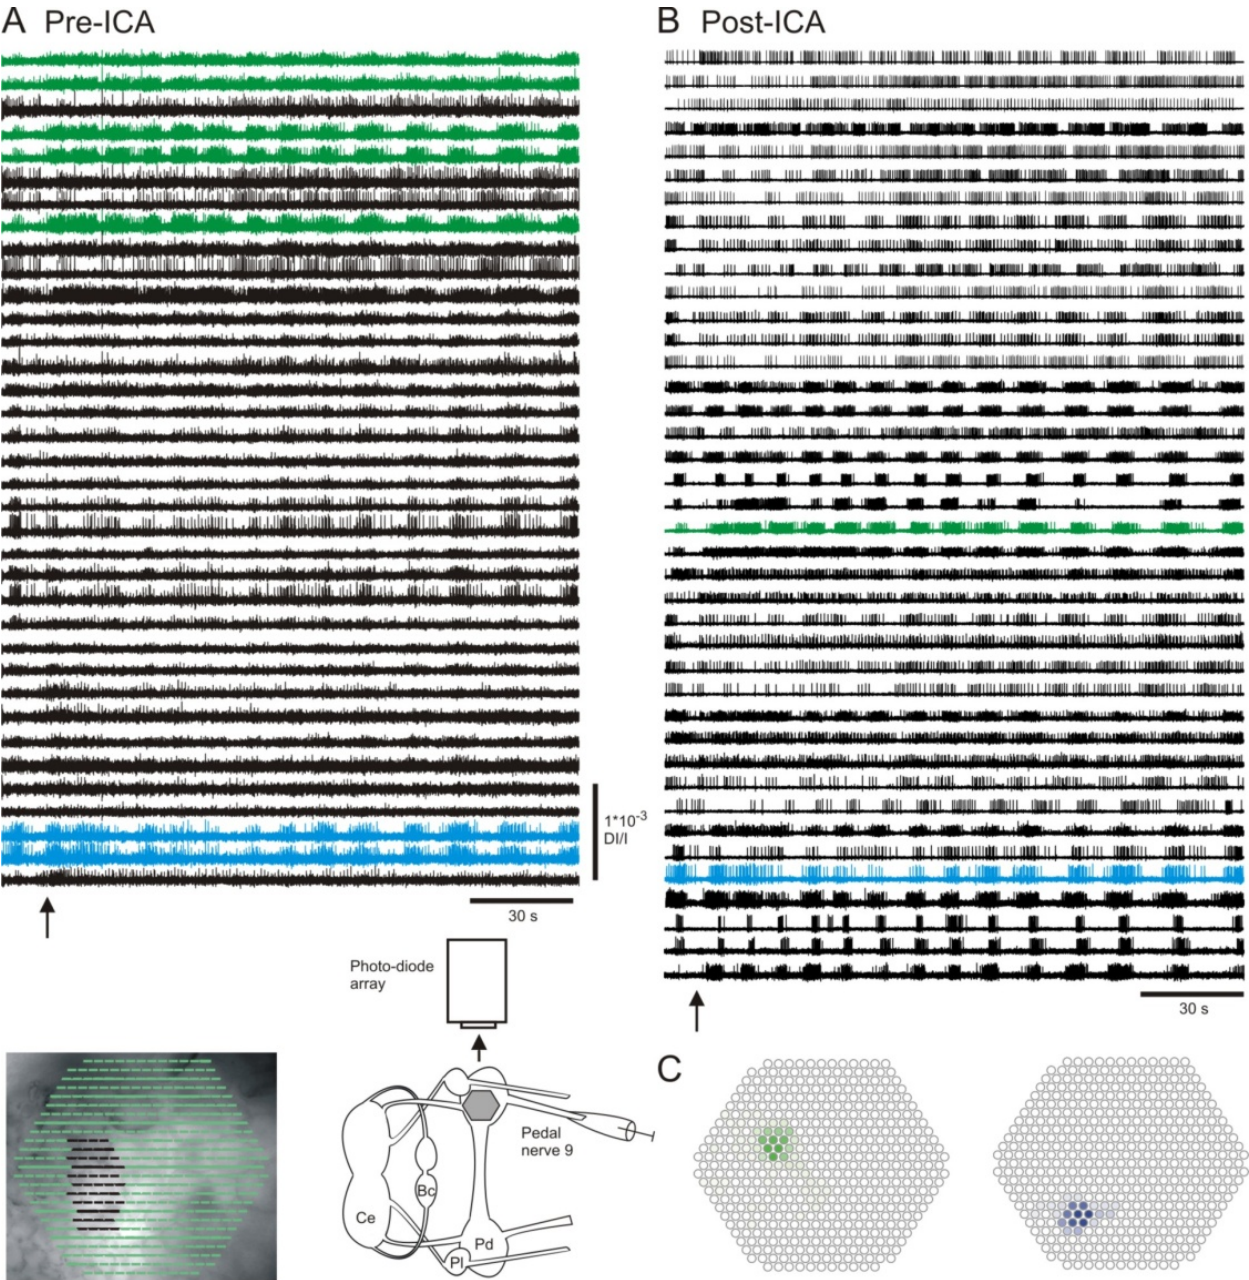 A Pre-ICA
B Post-ICA
1*10-3
DI/I
30 s
30 s
Photo-diode
array
Pedal
nerve 9
Bc
Ce
Pd
Pl
C